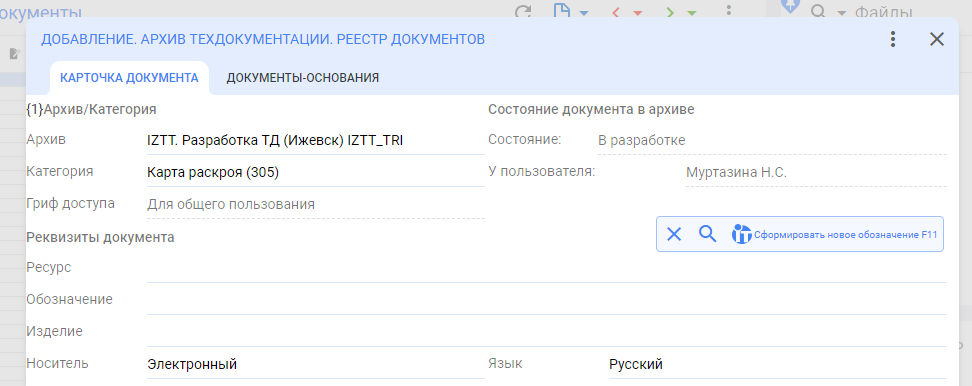 окументы
Файлы
ДОБАВЛЕНИЕ. АРХИВ ТЕХДОКУМЕНТАЦИИ. РЕЕСТР ДОКУМЕНТОВ
КАРТОЧКА ДОКУМЕНТА ДОКУМЕНТЫ-ОСНОВАНИЯ
{1}Архив/Категория Состояние документа в архиве
Архив IZTT. Разработка ТД (Ижевск) IZTT_TRI Состояние: В разработке
Категория Карта раскроя (305) У пользователя: Муртазина Н.С.
Гриф доступа Для общего пользования
Реквизиты документа Сформировать новое обозначение F11
Ресурс
Обозначение
Изделие
Носитель Электронный Язык Русский